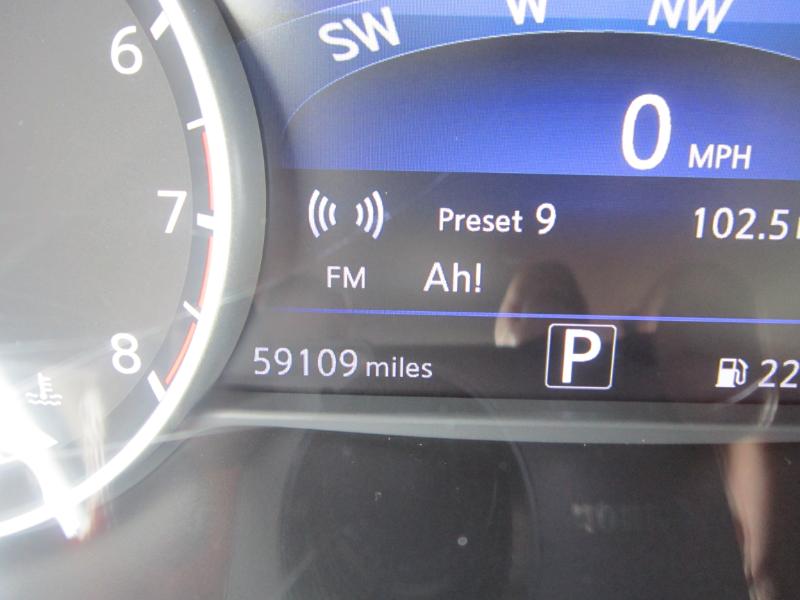 SW W NW
6
0 MPH
7
Preset 9 102.5
FM Ah!
8
59109 miles P 22